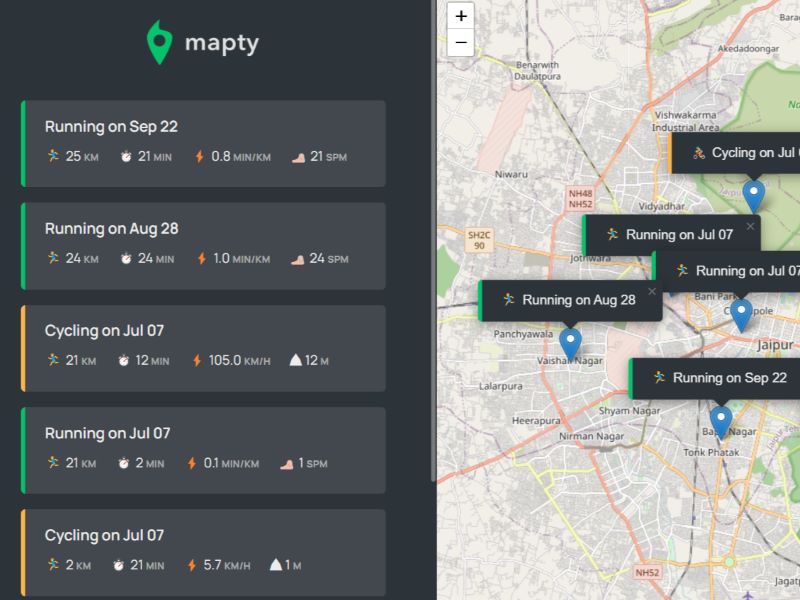 mapty
Running on Sep 22
25 KM 21 MIN 0.8 MIN/KM 21 SPM
Running on Aug 28
24 KM 24 MIN 1.0 MIN/KM 24 SPM
Cycling on Jul 07
21 KM 12 MIN 105.0 KM/H 12 M
Running on Jul 07
21 KM 2 MIN 0.1 MIN/KM 1 SPM
Cycling on Jul 07
2 KM 21 MIN 5.7 KM/H 1 M
+
−
Akedadoongar
Benarwith
Daulatpura
Vishwakarma
Industrial Area
Cycling on Jul
Niwaru
NH48
NH52
Vidyadhar
Running on Jul 07 ×
SH2C
90
Jothwara
Running on Jul 07
Bani Park
Running on Aug 28 ×
Panchyawala
Jaipur
Vaishali Nagar
Running on Sep 22
Lalarpura
Shyam Nagar
Heerapura
Nirman Nagar
Nagar
Tonk Phatak
NH52